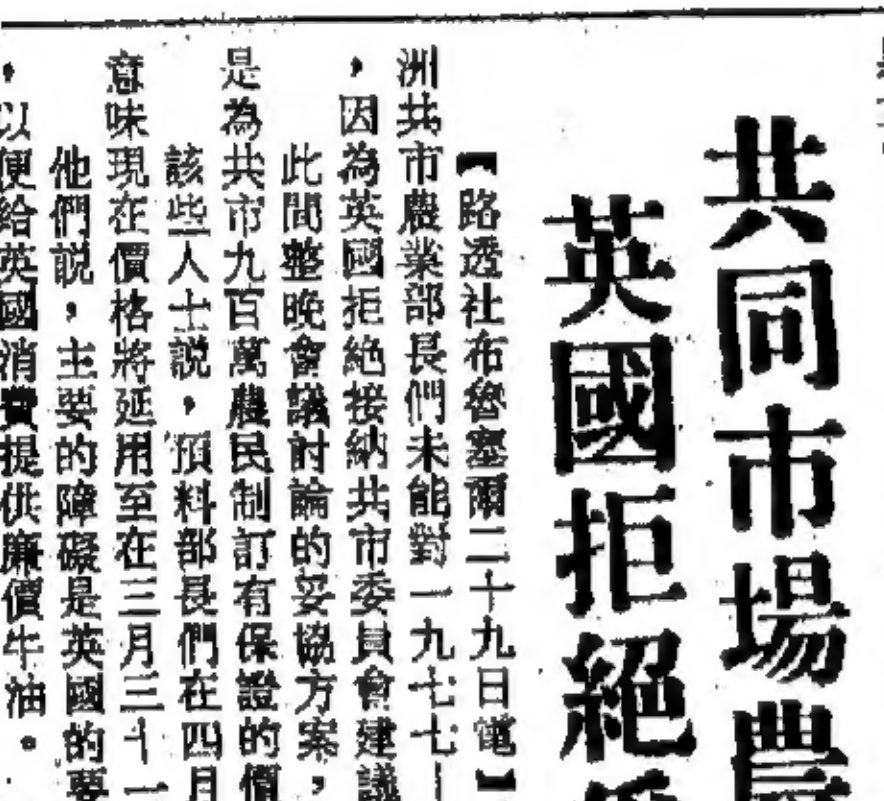 共同市場農
英國拒絕
【路透社布魯塞爾二十九日電】
洲共市農業部長們未能對一九七七
，因為英國拒絕接納共市委員會建議
此間整晚會議討論的妥協方案，
是為共市九百萬農民制訂有保證的價
該些人士説，預料部長們在四月
意味現在價格將延用至在三月三十一
他們説，主要的障礙是英國的要
，以便給英國消費提供廉價牛油。